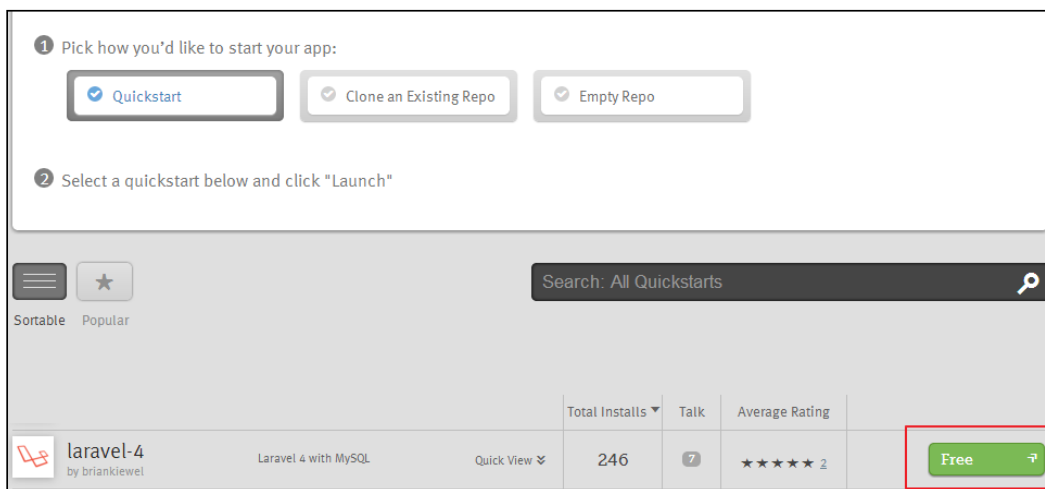 1 Pick how you'd like to start your app:
Quickstart
Clone an Existing Repo
Empty Repo
2 Select a quickstart below and click "Launch"
Search: All Quickstarts
Sortable
Popular
Total Installs
Talk
Average Rating
laravel-4
by briankiewel
Laravel 4 with MySQL
Quick View
246
7
2
Free